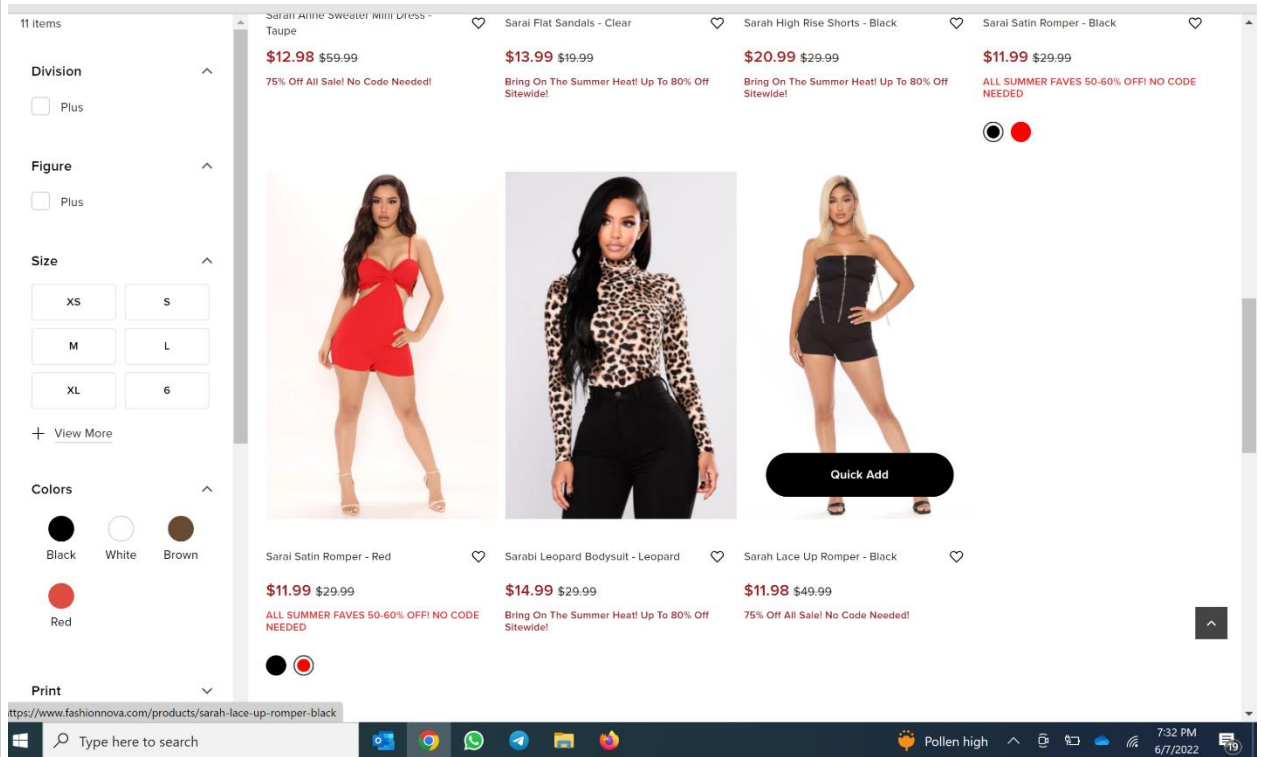 11 items
Division
Plus
Figure
Plus
Size
XS
S
M
L
XL
6
View More
Colors
Black
White
Brown
Red
Print
Sarah Anne Sweater Mini Dress -
Taupe
$12.98 $59.99
75% Off All Sale! No Code Needed!
Sarai Flat Sandals - Clear
$13.99 $19.99
Bring On The Summer Heat! Up To 80% Off
Sitewide!
Sarah High Rise Shorts - Black
$20.99 $29.99
Bring On The Summer Heat! Up To 80% Off
Sitewide!
Sarai Satin Romper - Black
$11.99 $29.99
ALL SUMMER FAVES 50-60% OFF! NO CODE
NEEDED
Quick Add
Sarai Satin Romper - Red
$11.99 $29.99
ALL SUMMER FAVES 50-60% OFF! NO CODE
NEEDED
Sarabi Leopard Bodysuit - Leopard
$14.99 $29.99
Bring On The Summer Heat! Up To 80% Off
Sitewide!
Sarah Lace Up Romper - Black
$11.98 $49.99
75% Off All Sale! No Code Needed!
ttps://www.fashionnova.com/products/sarah-lace-up-romper-black
Type here to search
Pollen high
7:32 PM
6/7/2022
19